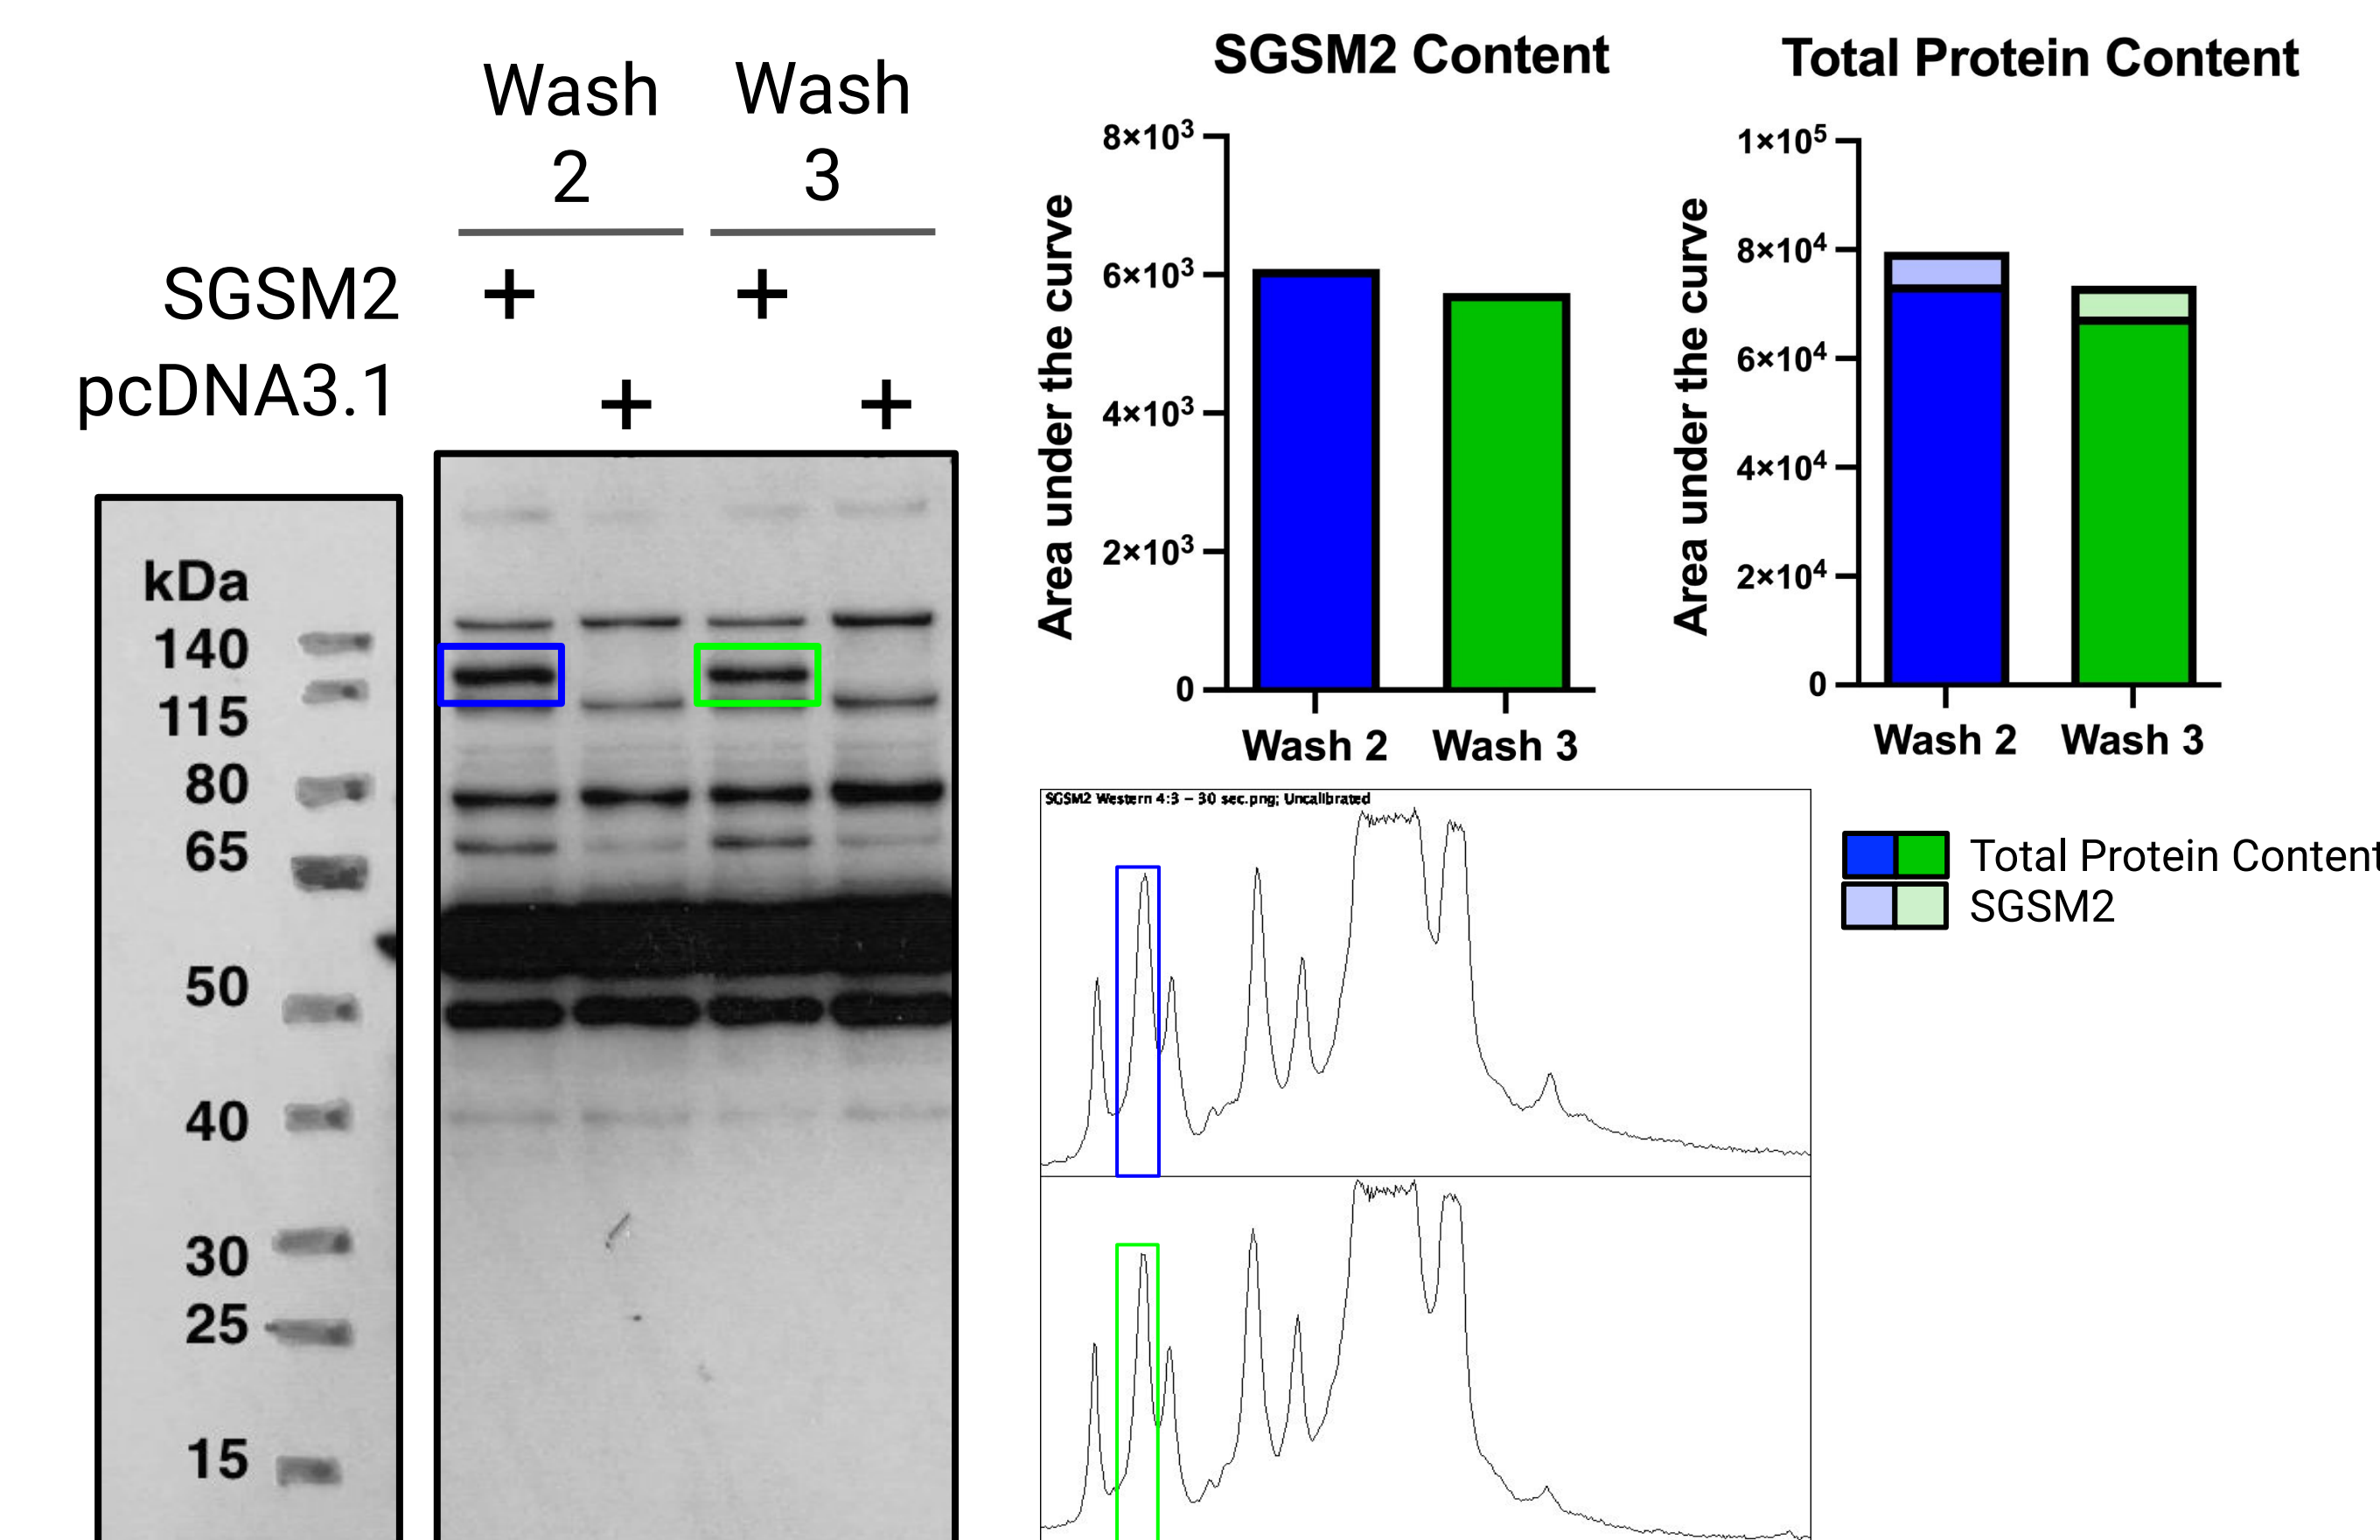 Wash Wash
2 3
SGSM2 + +
pcDNA3.1 + +
kDa
140
115
80
65
50
40
30
25
15
SGSM2 Content
Area under the curve
8×10³
6×10³
4×10³
2×10³
0
Wash 2 Wash 3
Total Protein Content
Area under the curve
1×10⁵
8×10⁴
6×10⁴
4×10⁴
2×10⁴
0
Wash 2 Wash 3
SGSM2 Western 4:3 - 30 sec.png; Uncalibrated
Total Protein Content
SGSM2